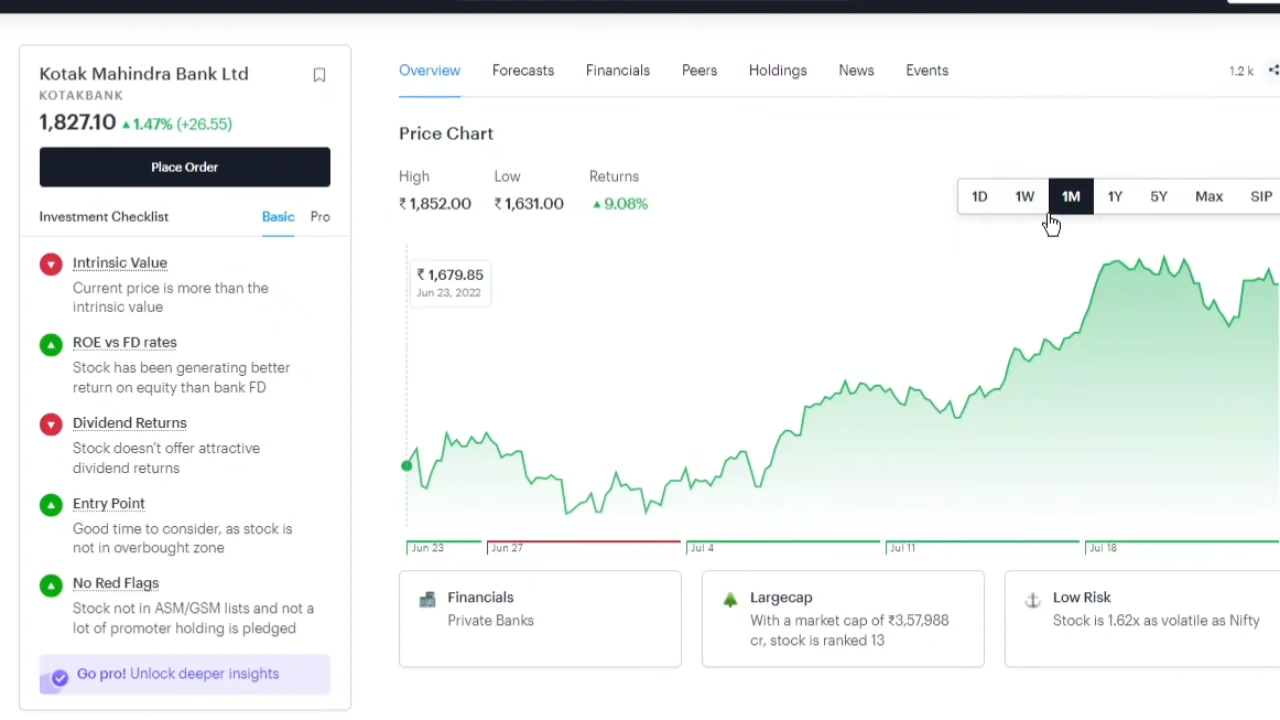 Kotak Mahindra Bank Ltd
KOTAKBANK
1,827.10 ▲ 1.47% (+26.55)
Place Order
Investment Checklist Basic Pro
Intrinsic Value
Current price is more than the
intrinsic value
ROE vs FD rates
Stock has been generating better
return on equity than bank FD
Dividend Returns
Stock doesn't offer attractive
dividend returns
Entry Point
Good time to consider, as stock is
not in overbought zone
No Red Flags
Stock not in ASM/GSM lists and not a
lot of promoter holding is pledged
Go pro! Unlock deeper insights
Overview Forecasts Financials Peers Holdings News Events 1.2 k
Price Chart
High Low Returns
₹ 1,852.00 ₹ 1,631.00 ▲ 9.08%
1D 1W 1M 1Y 5Y Max SIP
₹ 1,679.85
Jun 23, 2022
Jun 23 Jun 27 Jul 4 Jul 11 Jul 18
Financials
Private Banks
Largecap
With a market cap of ₹3,57,988
cr, stock is ranked 13
Low Risk
Stock is 1.62x as volatile as Nifty